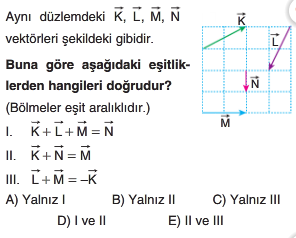 Aynı düzlemdeki K⃗, L⃗, M⃗, N⃗
vektörleri şekildeki gibidir.
Buna göre aşağıdaki eşitlik-
lerden hangileri doğrudur?
(Bölmeler eşit aralıklıdır.)
I. K⃗ + L⃗ + M⃗ = N⃗
II. K⃗ + N⃗ = M⃗
III. L⃗ + M⃗ = –K⃗
A) Yalnız I B) Yalnız II C) Yalnız III
D) I ve II E) II ve III
K⃗
L⃗
N⃗
M⃗